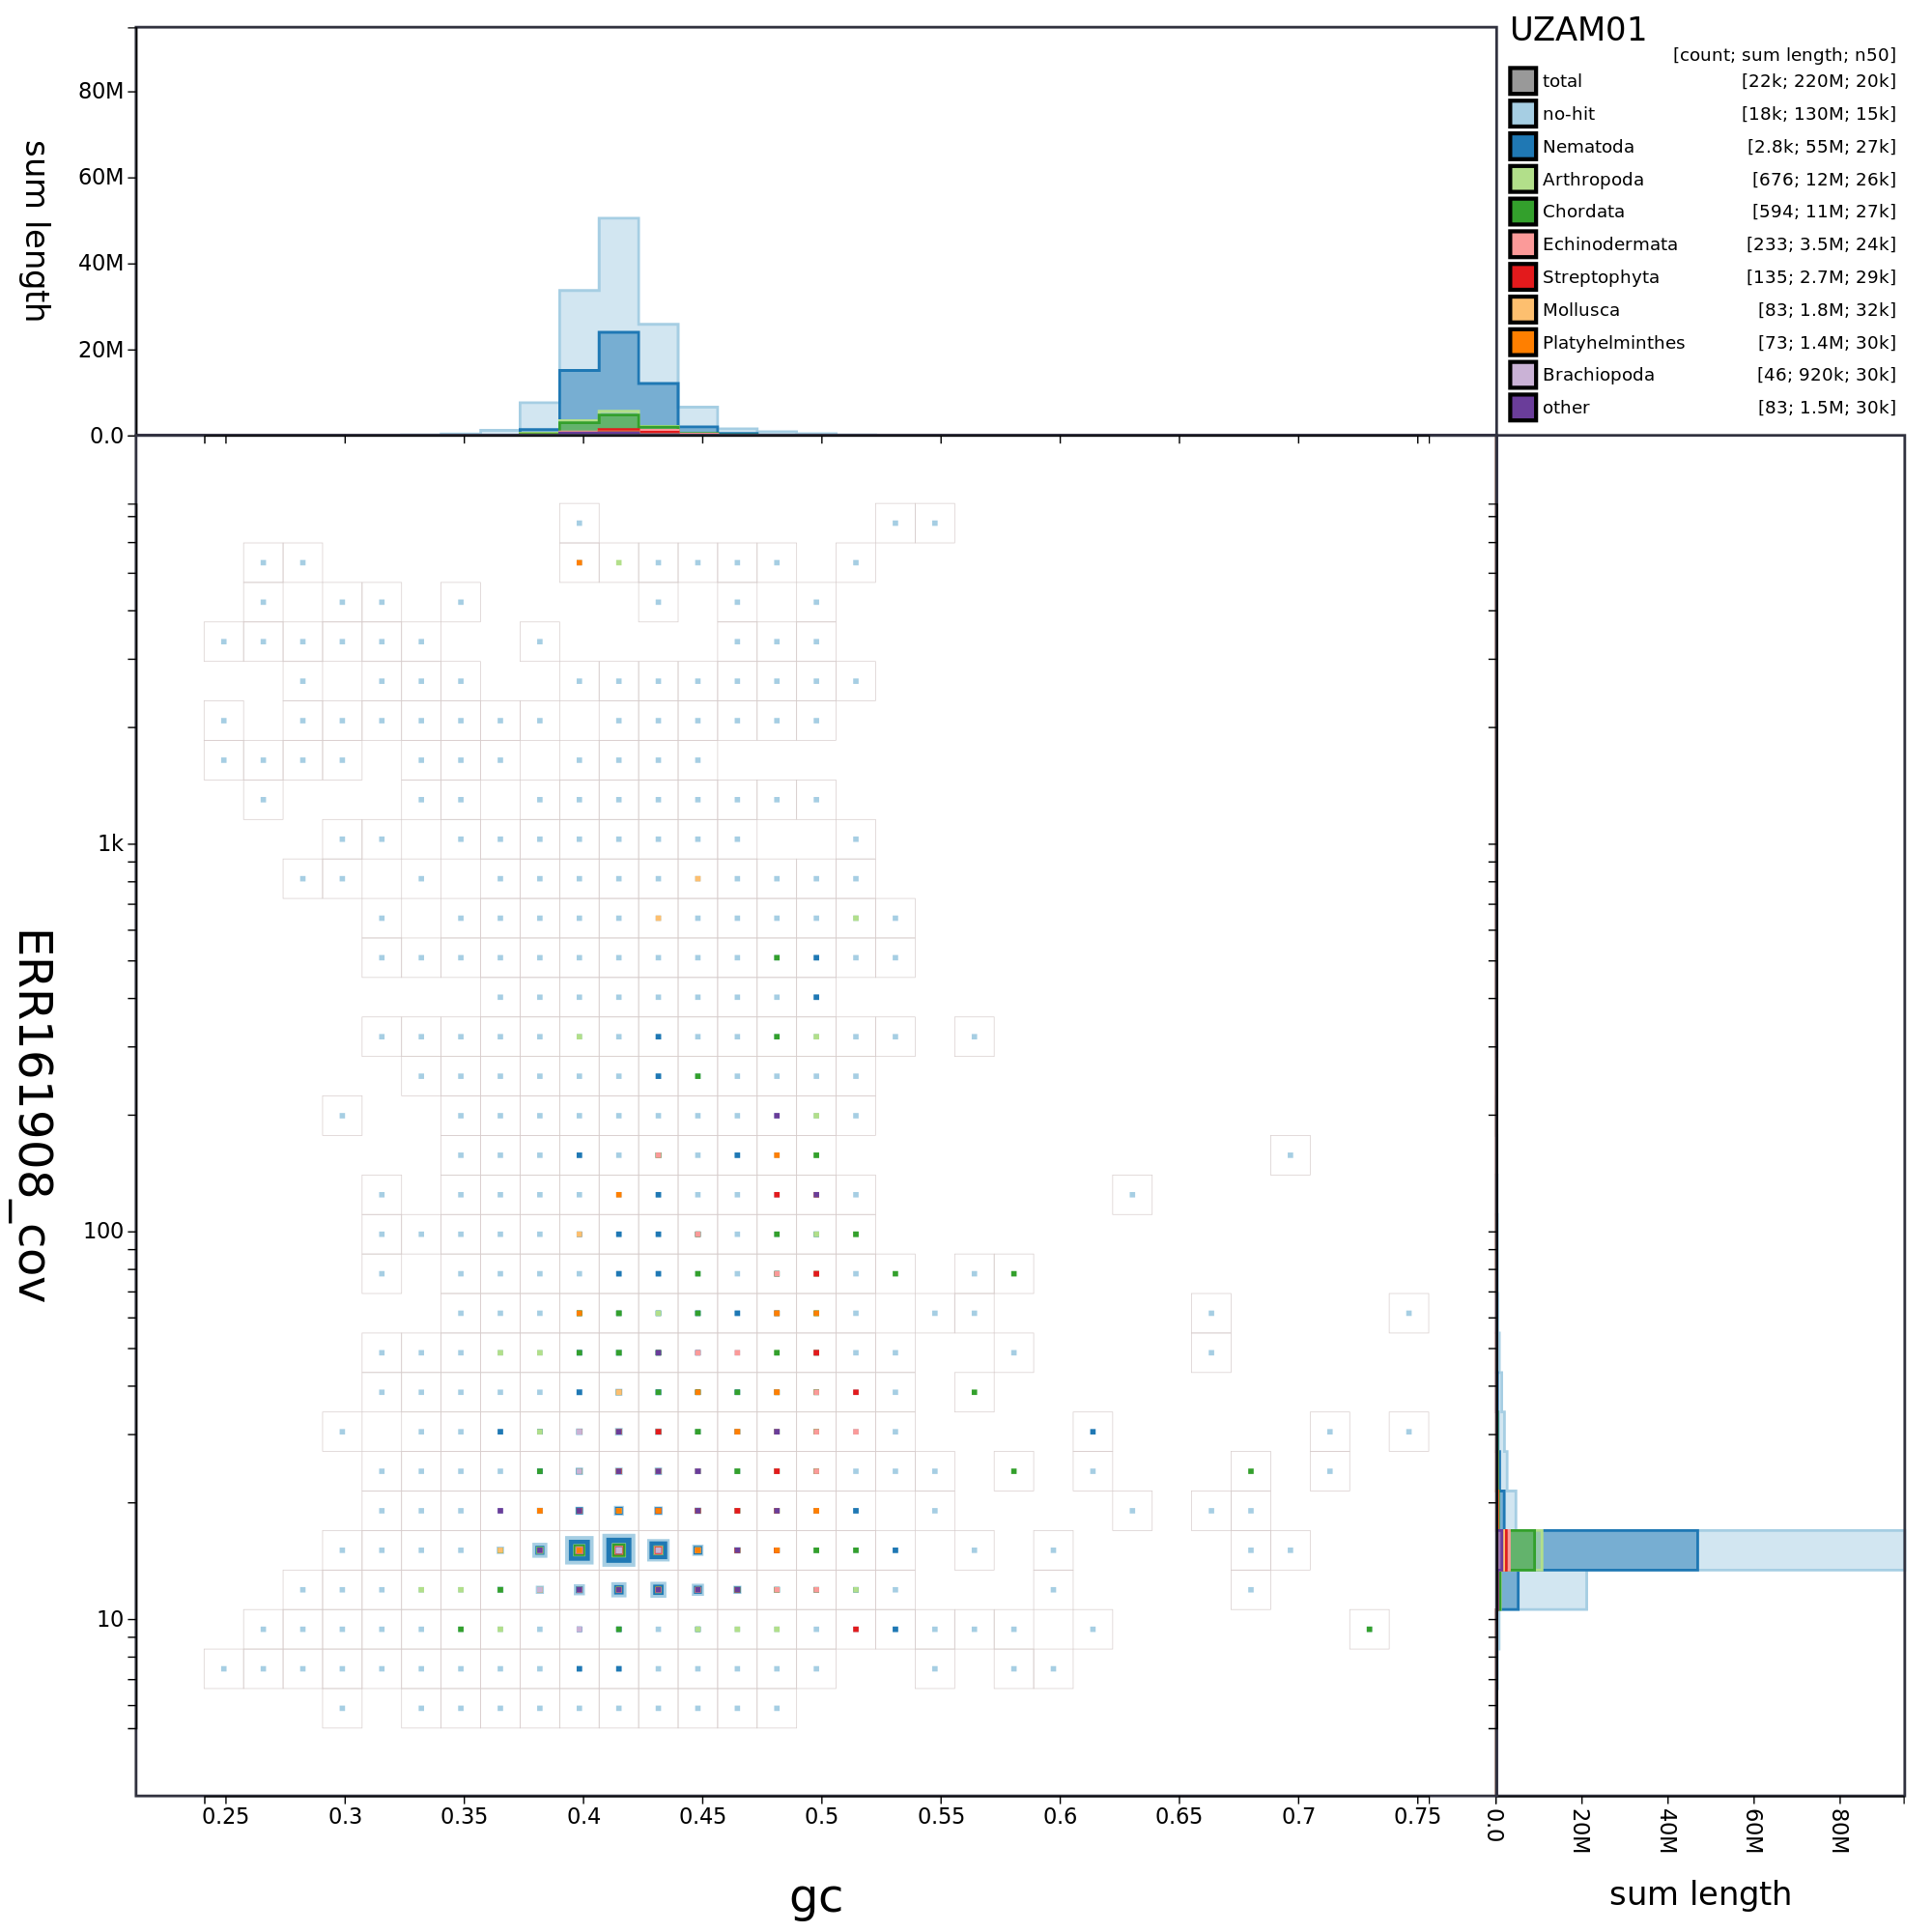 UZAM01
[count; sum length; n50]
total [22k; 220M; 20k]
no-hit [18k; 130M; 15k]
Nematoda [2.8k; 55M; 27k]
Arthropoda [676; 12M; 26k]
Chordata [594; 11M; 27k]
Echinodermata [233; 3.5M; 24k]
Streptophyta [135; 2.7M; 29k]
Mollusca [83; 1.8M; 32k]
Platyhelminthes [73; 1.4M; 30k]
Brachiopoda [46; 920k; 30k]
other [83; 1.5M; 30k]
sum length
80M
60M
40M
20M
0.0
ERR161908_cov
1k
100
10
0.25 0.3 0.35 0.4 0.45 0.5 0.55 0.6 0.65 0.7 0.75
gc
0.0 20M 40M 60M 80M
sum length